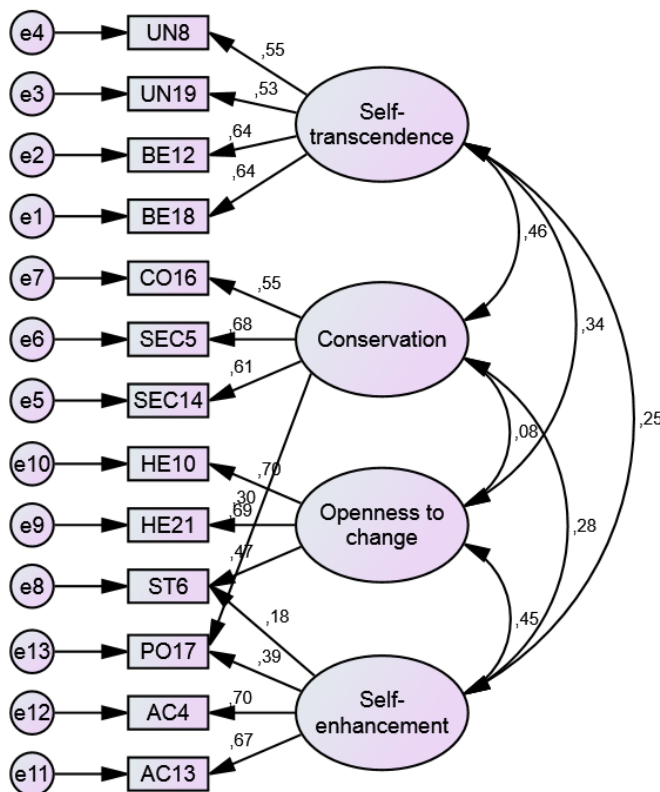 e4
UN8
,55
e3
UN19
,53
Self-
transcendence
e2
BE12
,64
e1
BE18
,64
e7
CO16
,55
,46
e6
SEC5
,68
Conservation
,34
e5
SEC14
,61
,25
e10
HE10
,70
,08
,30
e9
HE21
,69
Openness to
change
,28
e8
ST6
,47
,18
,45
e13
PO17
,39
e12
AC4
,70
Self-
enhancement
e11
AC13
,67